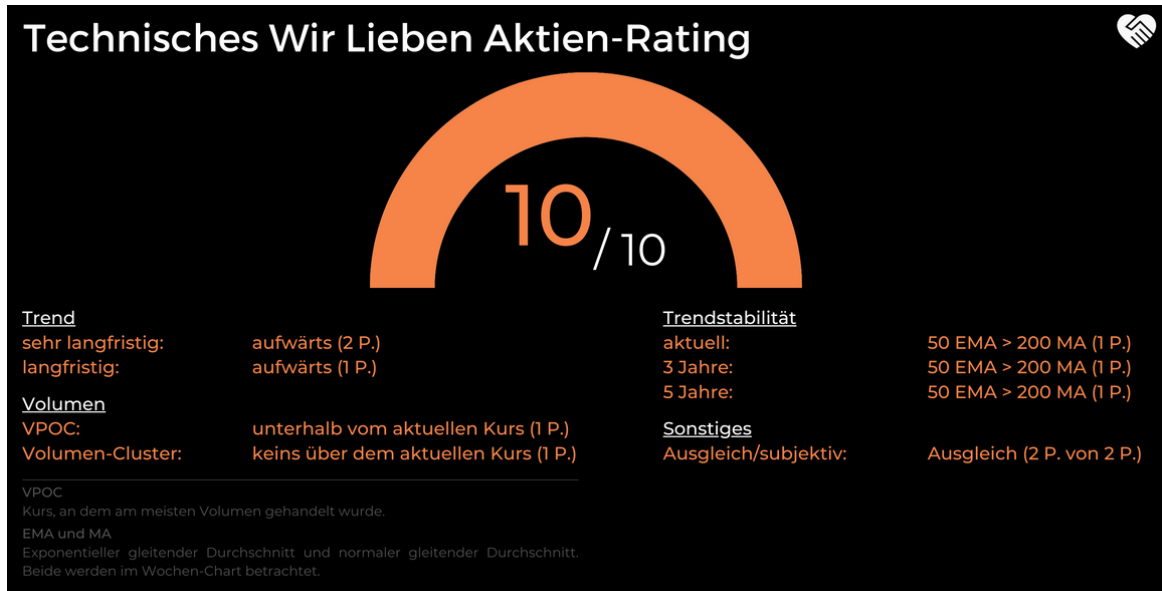 Technisches Wir Lieben Aktien-Rating
10/10
Trend
sehr langfristig: aufwärts (2 P.)
langfristig: aufwärts (1 P.)
Volumen
VPOC: unterhalb vom aktuellen Kurs (1 P.)
Volumen-Cluster: keins über dem aktuellen Kurs (1 P.)
VPOC
Kurs, an dem am meisten Volumen gehandelt wurde.
EMA und MA
Exponentieller gleitender Durchschnitt und normaler gleitender Durchschnitt.
Beide werden im Wochen-Chart betrachtet.
Trendstabilität
aktuell: 50 EMA > 200 MA (1 P.)
3 Jahre: 50 EMA > 200 MA (1 P.)
5 Jahre: 50 EMA > 200 MA (1 P.)
Sonstiges
Ausgleich/subjektiv: Ausgleich (2 P. von 2 P.)